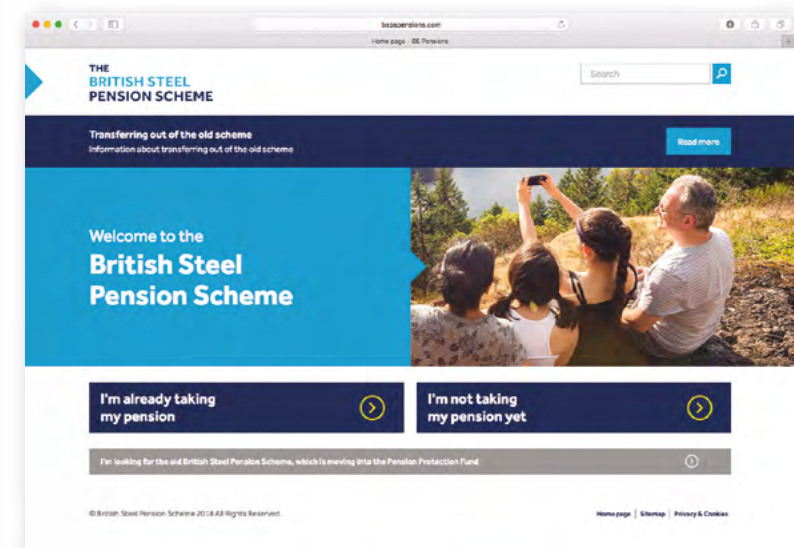 bspspensions.com
Home page - BS Pensions
THE
BRITISH STEEL
PENSION SCHEME
Search
Transferring out of the old scheme
Information about transferring out of the old scheme
Read more
Welcome to the
British Steel
Pension Scheme
I'm already taking
my pension
I'm not taking
my pension yet
I'm looking for the old British Steel Pension Scheme, which is moving into the Pension Protection Fund
© British Steel Pension Scheme 2018 All Rights Reserved.
Home page | Sitemap | Privacy & Cookies